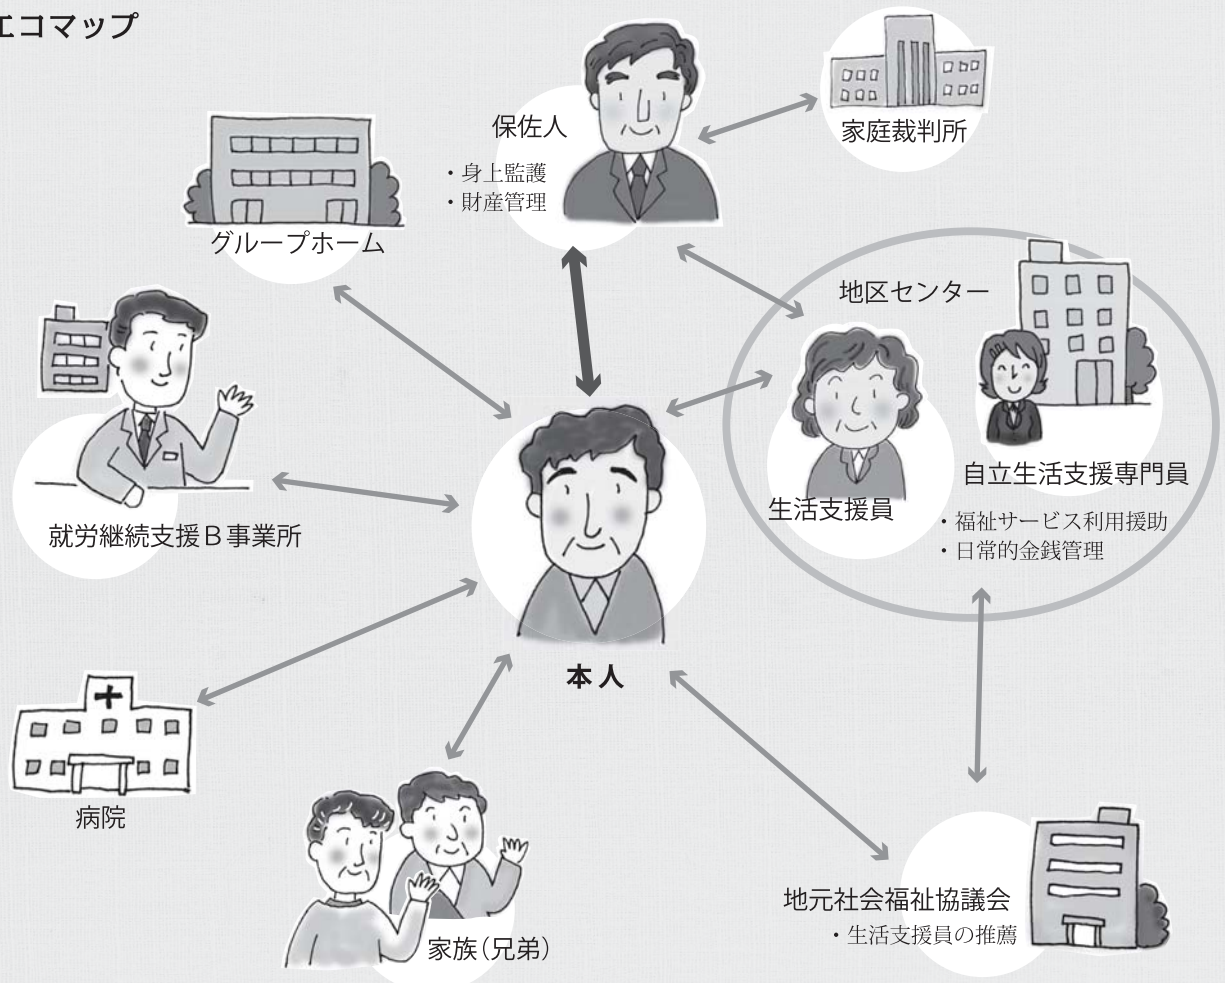 エコマップ
保佐人
・身上監護
・財産管理
家庭裁判所
グループホーム
地区センター
生活支援員
自立生活支援専門員
・福祉サービス利用援助
・日常的金銭管理
就労継続支援B事業所
本人
病院
家族(兄弟)
地元社会福祉協議会
・生活支援員の推薦